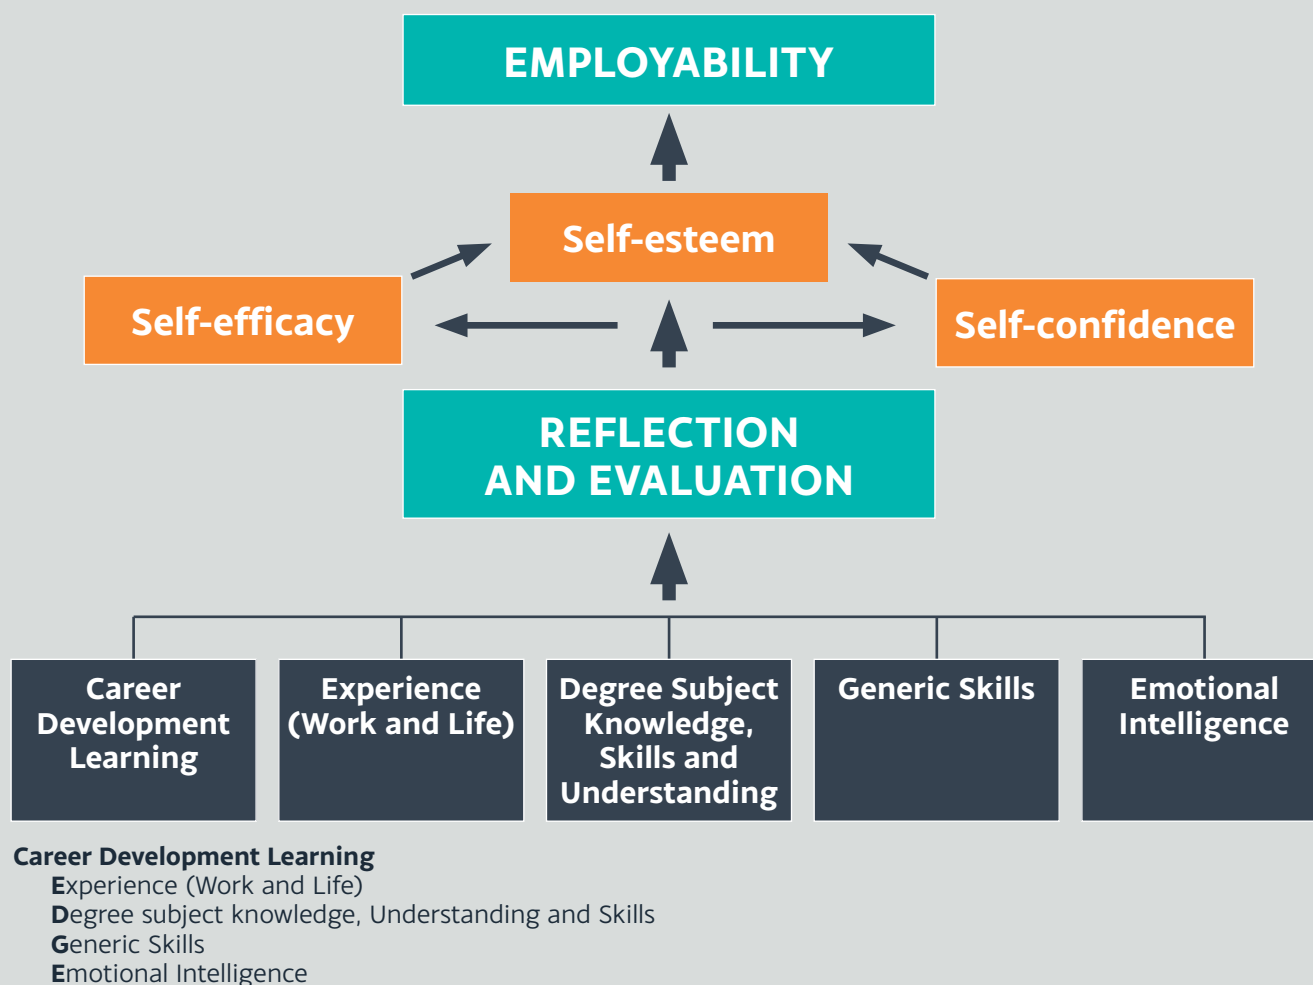 EMPLOYABILITY
Self-esteem
Self-efficacy
Self-confidence
REFLECTION
AND EVALUATION
Career
Development
Learning
Experience
(Work and Life)
Degree Subject
Knowledge,
Skills and
Understanding
Generic Skills
Emotional
Intelligence
Career Development Learning
Experience (Work and Life)
Degree subject knowledge, Understanding and Skills
Generic Skills
Emotional Intelligence